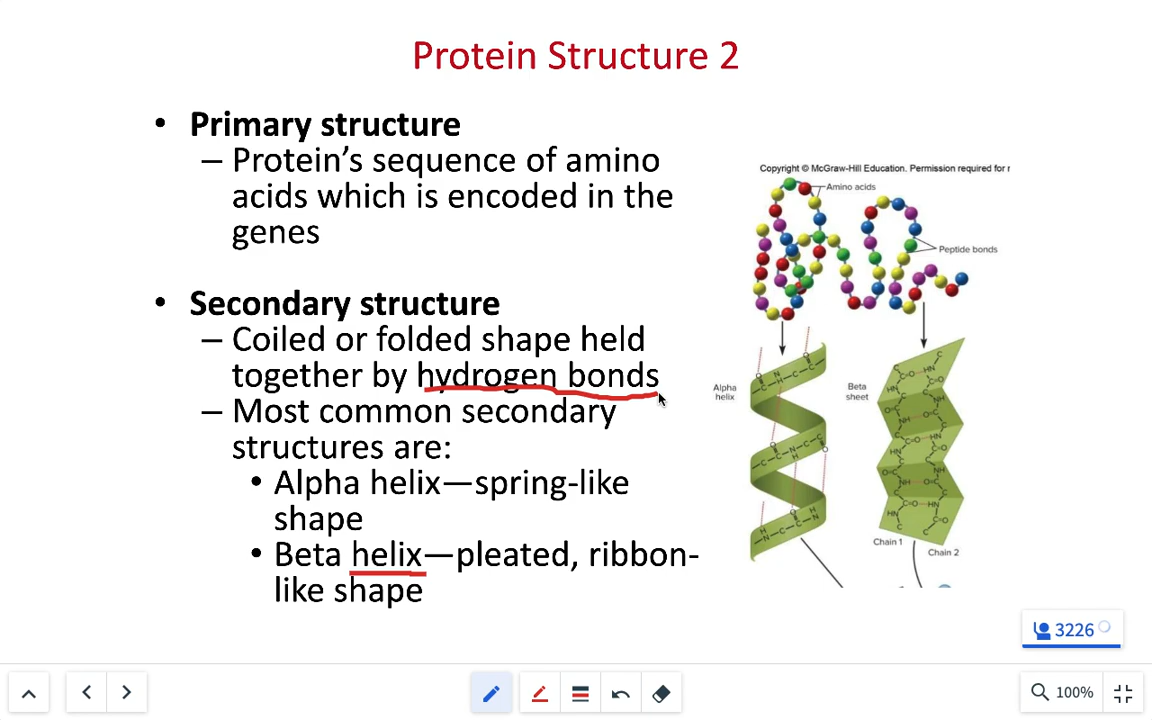 Protein Structure 2
• Primary structure
– Protein's sequence of amino
acids which is encoded in the
genes
• Secondary structure
– Coiled or folded shape held
together by hydrogen bonds
– Most common secondary
structures are:
• Alpha helix—spring-like
shape
• Beta helix—pleated, ribbon-
like shape
Copyright © McGraw-Hill Education. Permission required for r
Amino acids
Peptide bonds
Alpha
helix
Beta
sheet
Chain 1
Chain 2
3226
100%